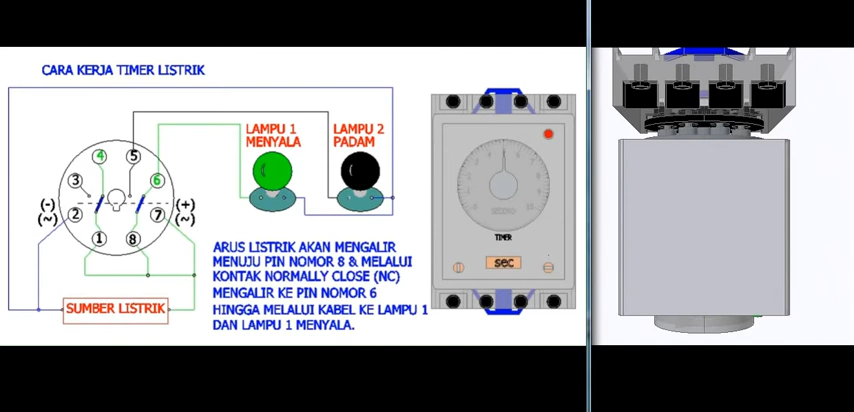 CARA KERJA TIMER LISTRIK
LAMPU 1
MENYALA
LAMPU 2
PADAM
4
5
3
6
(-)
(~)
2
7
(+)
(~)
1
8
SUMBER LISTRIK
ARUS LISTRIK AKAN MENGALIR
MENUJU PIN NOMOR 8 & MELALUI
KONTAK NORMALLY CLOSE (NC)
MENGALIR KE PIN NOMOR 6
HINGGA MELALUI KABEL KE LAMPU 1
DAN LAMPU 1 MENYALA.
TIMER
sec